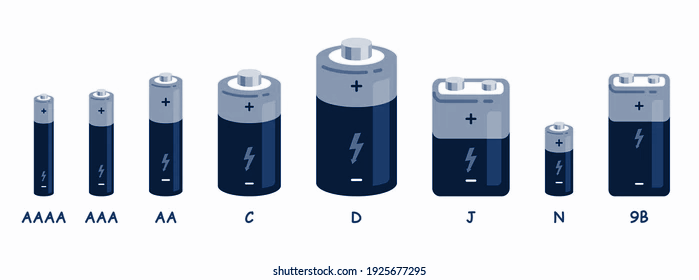 AAAA AAA AA C D J N 9B
shutterstock.com · 1925677295